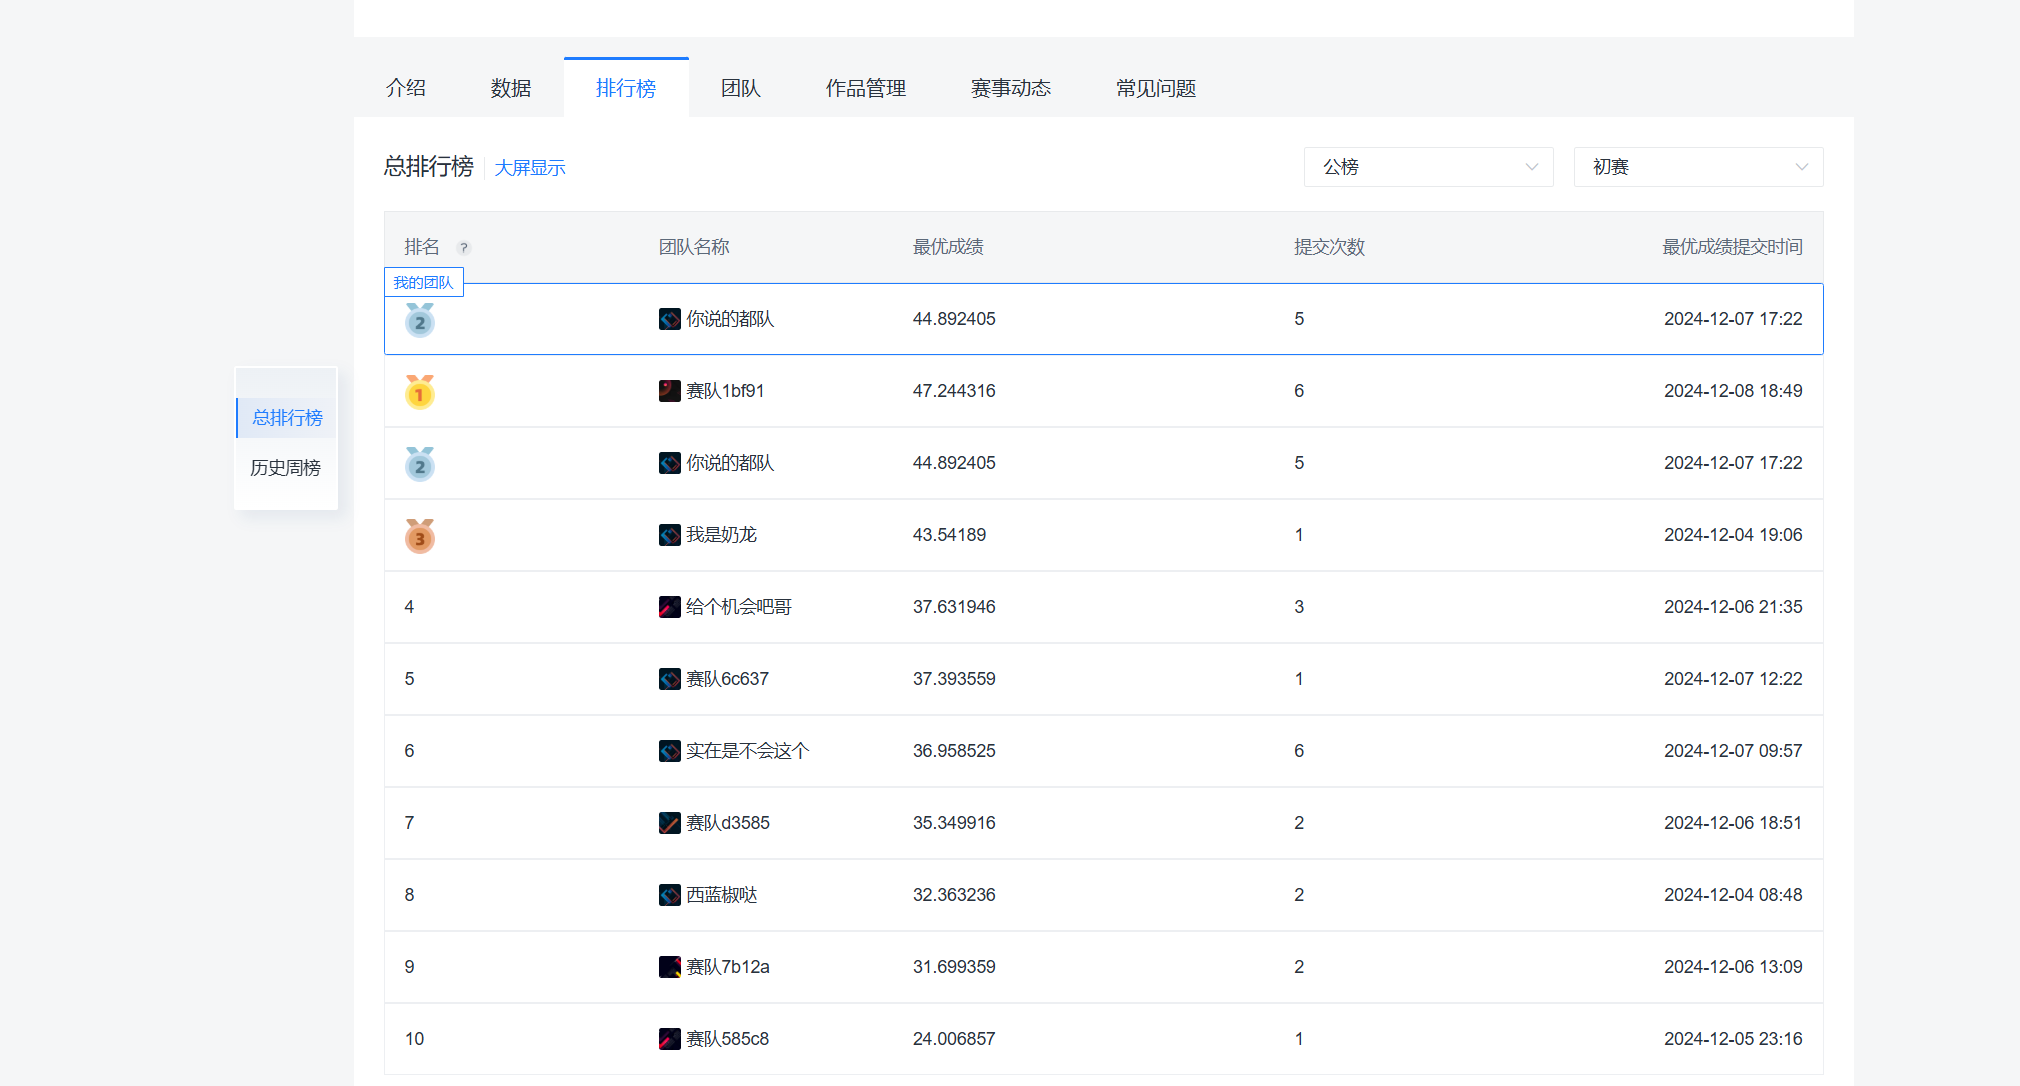 介绍 数据 排行榜 团队 作品管理 赛事动态 常见问题
总排行榜 大屏显示 公榜 初赛
排名 ? 团队名称 最优成绩 提交次数 最优成绩提交时间
我的团队
2 你说的都队 44.892405 5 2024-12-07 17:22
1 赛队1bf91 47.244316 6 2024-12-08 18:49
总排行榜
历史周榜
2 你说的都队 44.892405 5 2024-12-07 17:22
3 我是奶龙 43.54189 1 2024-12-04 19:06
4 给个机会吧哥 37.631946 3 2024-12-06 21:35
5 赛队6c637 37.393559 1 2024-12-07 12:22
6 实在是不会这个 36.958525 6 2024-12-07 09:57
7 赛队d3585 35.349916 2 2024-12-06 18:51
8 西蓝椒哒 32.363236 2 2024-12-04 08:48
9 赛队7b12a 31.699359 2 2024-12-06 13:09
10 赛队585c8 24.006857 1 2024-12-05 23:16